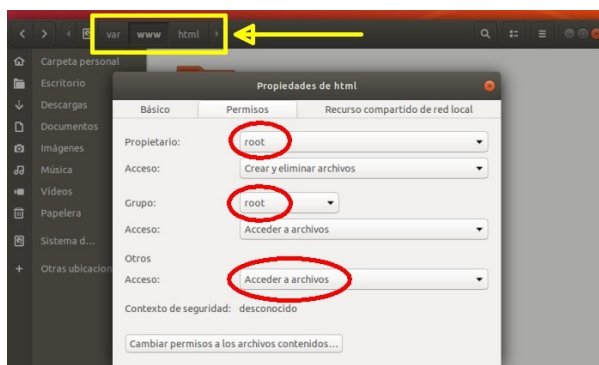 var www html
Carpeta personal
Escritorio
Descargas
Documentos
Imágenes
Música
Vídeos
Papelera
Sistema d...
Otras ubicacion
Propiedades de html
Básico Permisos Recurso compartido de red local
Propietario: root
Acceso: Crear y eliminar archivos
Grupo: root
Acceso: Acceder a archivos
Otros
Acceso: Acceder a archivos
Contexto de seguridad: desconocido
Cambiar permisos a los archivos contenidos...